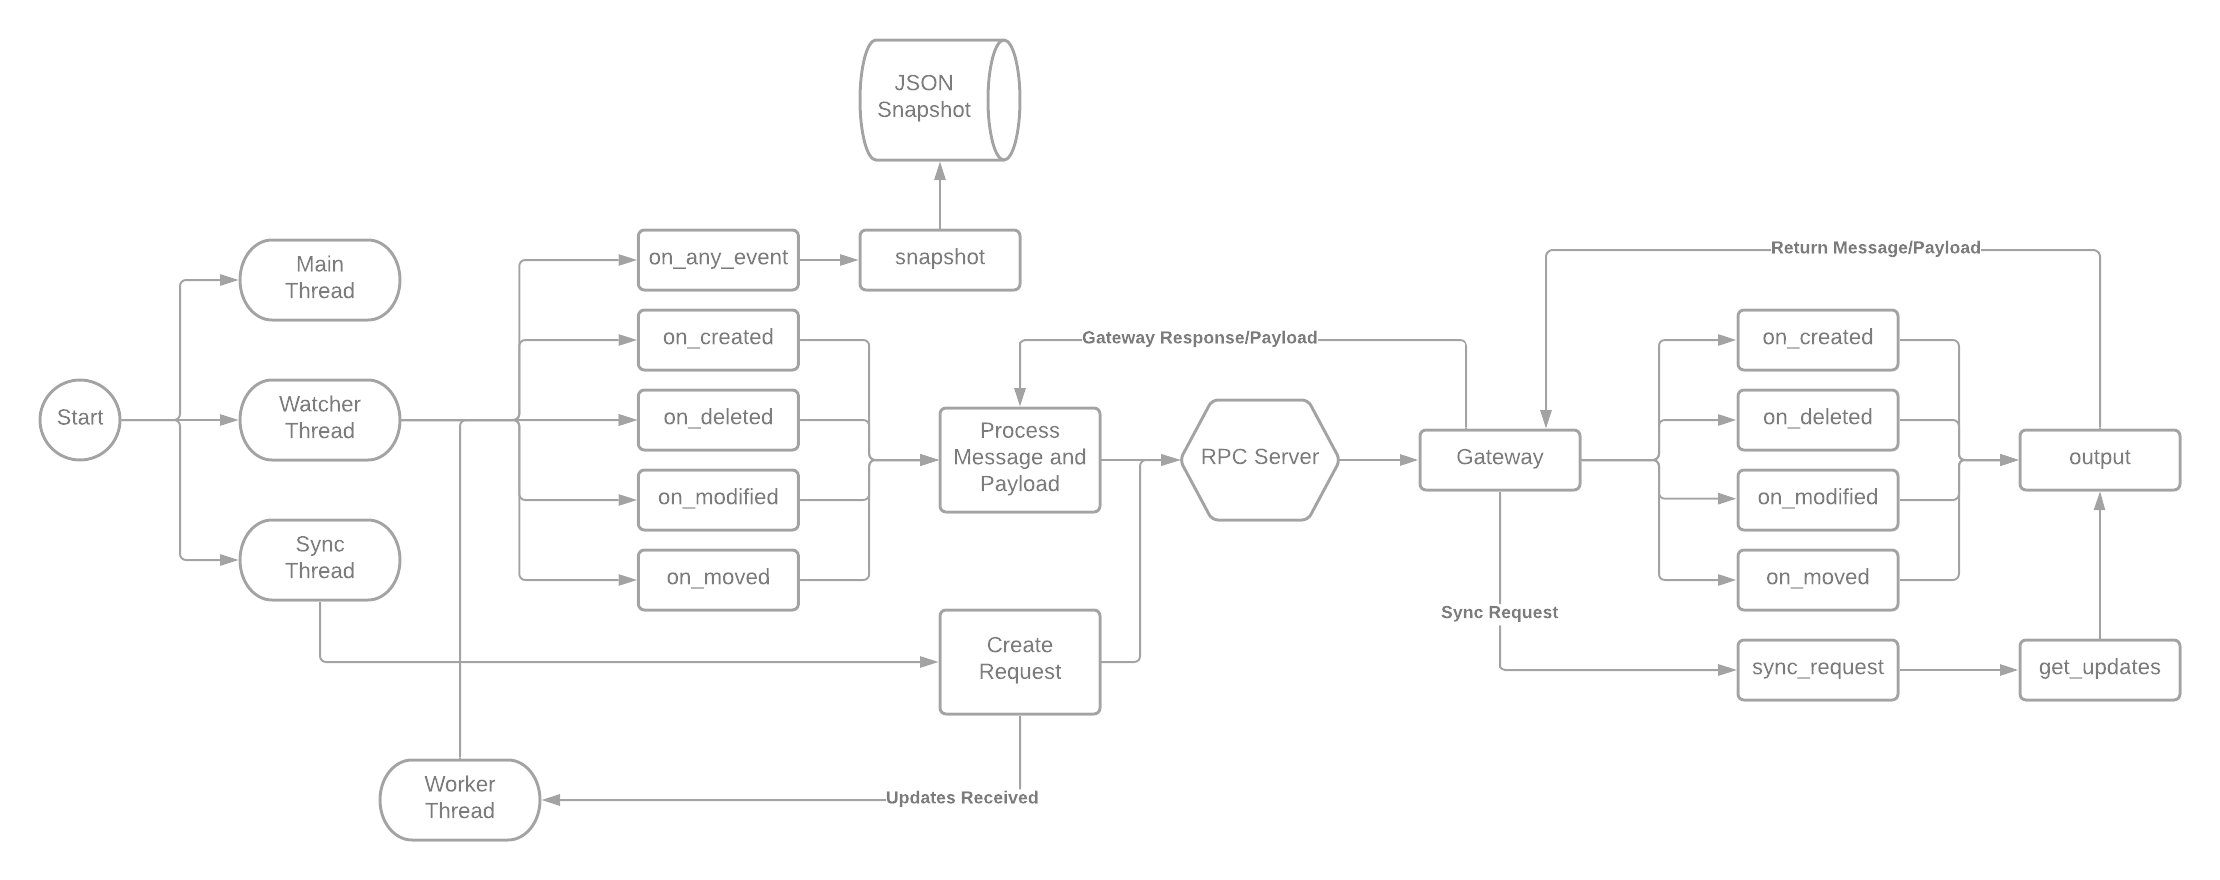 JSON
Snapshot
Main
Thread
on_any_event
snapshot
Return Message/Payload
on_created
Gateway Response/Payload
on_created
Start
Watcher
Thread
on_deleted
Process
Message and
Payload
RPC Server
Gateway
on_deleted
output
on_modified
on_modified
Sync
Thread
on_moved
on_moved
Sync Request
Create
Request
sync_request
get_updates
Worker
Thread
Updates Received